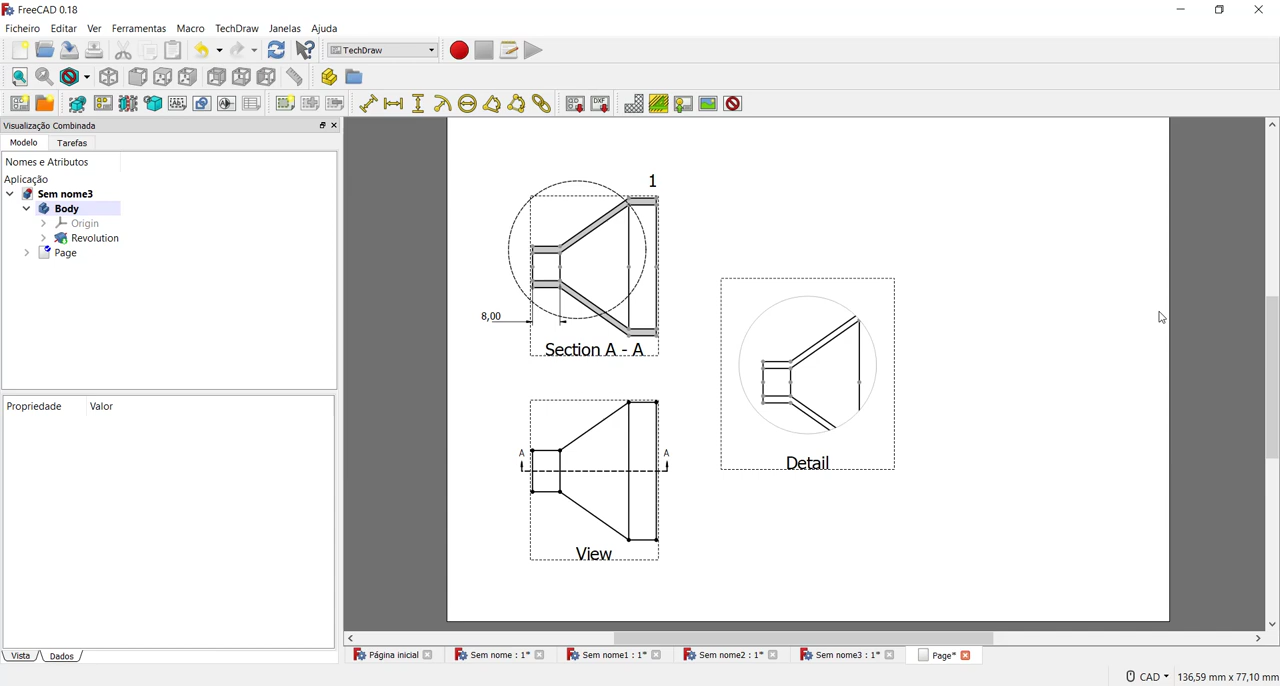 FreeCAD 0.18
Ficheiro Editar Ver Ferramentas Macro TechDraw Janelas Ajuda
TechDraw
Visualização Combinada
Modelo Tarefas
Nomes e Atributos
Aplicação
Sem nome3
Body
Origin
Revolution
Page
Propriedade Valor
Vista Dados
1
8,00
Section A - A
A A
View
Detail
Página inicial Sem nome : 1* Sem nome1 : 1* Sem nome2 : 1* Sem nome3 : 1* Page*
CAD 136,59 mm x 77,10 mm